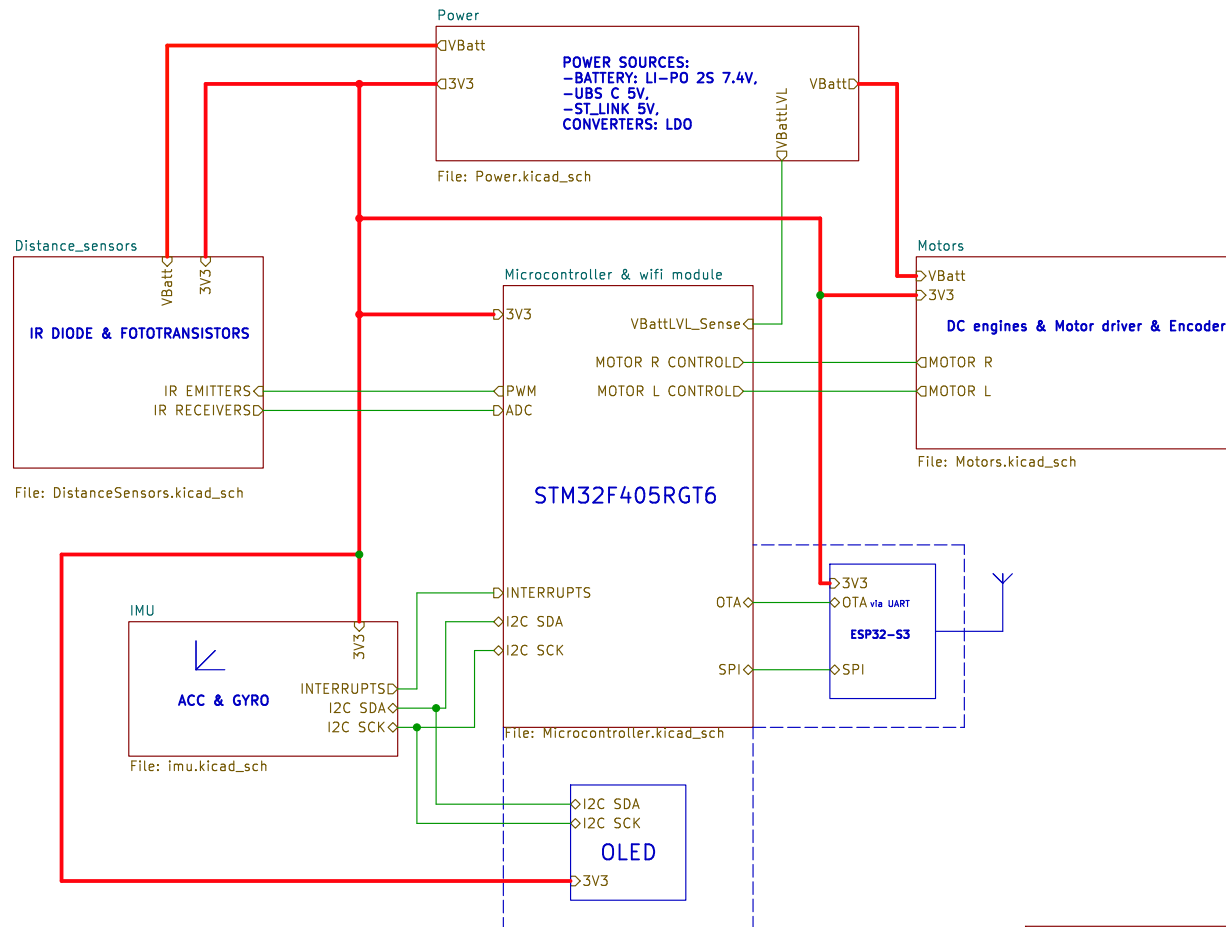 Power
VBatt
3V3
POWER SOURCES:
-BATTERY: LI-PO 2S 7.4V,
-UBS C 5V,
-ST_LINK 5V,
CONVERTERS: LDO
VBatt
VBattLVL
File: Power.kicad_sch
Distance_sensors
VBatt
3V3
IR DIODE & FOTOTRANSISTORS
IR EMITTERS
IR RECEIVERS
File: DistanceSensors.kicad_sch
Microcontroller & wifi module
3V3
VBattLVL_Sense
MOTOR R CONTROL
MOTOR L CONTROL
PWM
ADC
STM32F405RGT6
INTERRUPTS
I2C SDA
I2C SCK
OTA
SPI
File: Microcontroller.kicad_sch
Motors
VBatt
3V3
DC engines & Motor driver & Encoder
MOTOR R
MOTOR L
File: Motors.kicad_sch
3V3
OTA via UART
ESP32-S3
SPI
IMU
3V3
ACC & GYRO
INTERRUPTS
I2C SDA
I2C SCK
File: imu.kicad_sch
I2C SDA
I2C SCK
OLED
3V3